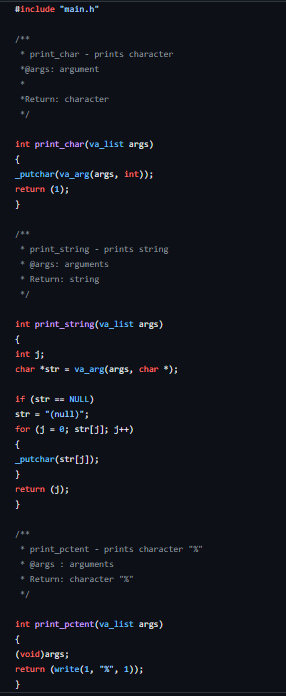 #include "main.h"
/**
 * print_char - prints character
 *@args: argument
 *
 *Return: character
 */
int print_char(va_list args)
{
_putchar(va_arg(args, int));
return (1);
}
/**
 * print_string - prints string
 * @args: arguments
 * Return: string
 */
int print_string(va_list args)
{
int j;
char *str = va_arg(args, char *);
if (str == NULL)
str = "(null)";
for (j = 0; str[j]; j++)
{
_putchar(str[j]);
}
return (j);
}
/**
 * print_pctent - prints character "%"
 * @args : arguments
 * Return: character "%"
 */
int print_pctent(va_list args)
{
(void)args;
return (write(1, "%", 1));
}